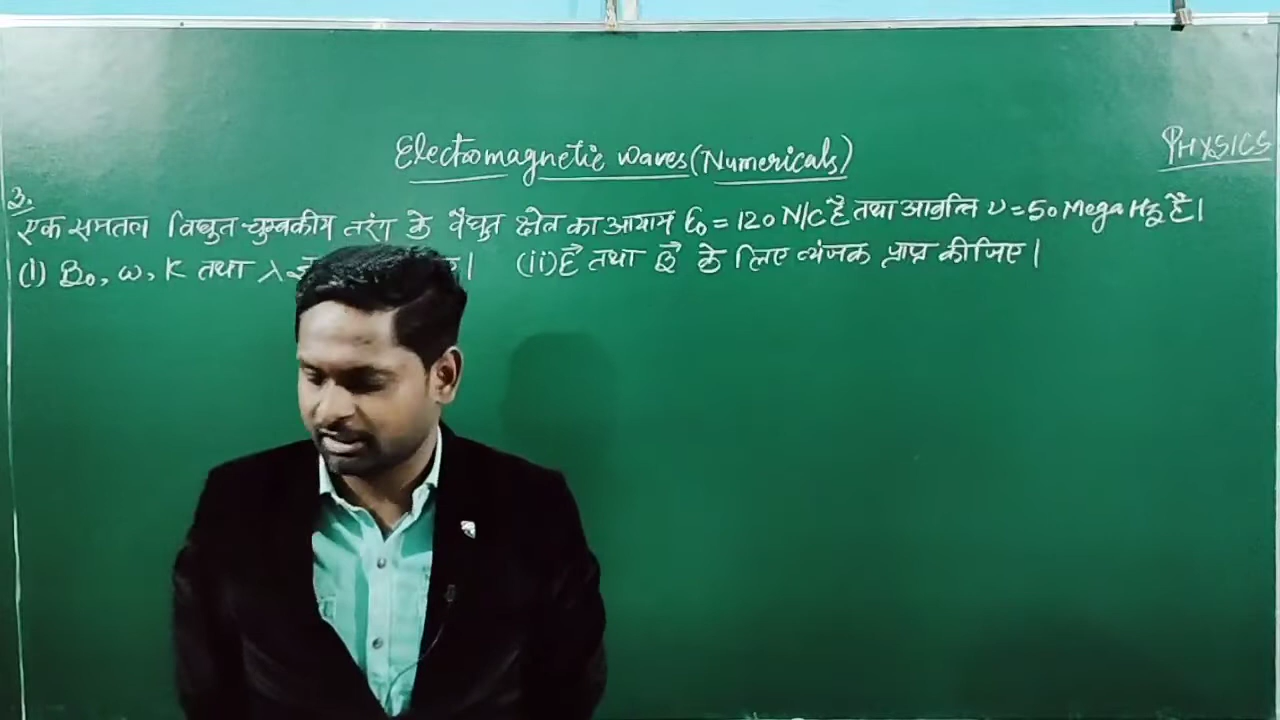 Electromagnetic waves (Numericals)
PHYSICS
3.
एक समतल विद्युत चुम्बकीय तरंग के वैद्युत क्षेत्र का आयाम E₀ = 120 N/C है तथा आवृत्ति ν = 50 Mega Hz है।
(i) B₀, ω, K तथा λ (ii) E⃗ तथा B⃗ के लिए व्यंजक प्राप्त कीजिए।